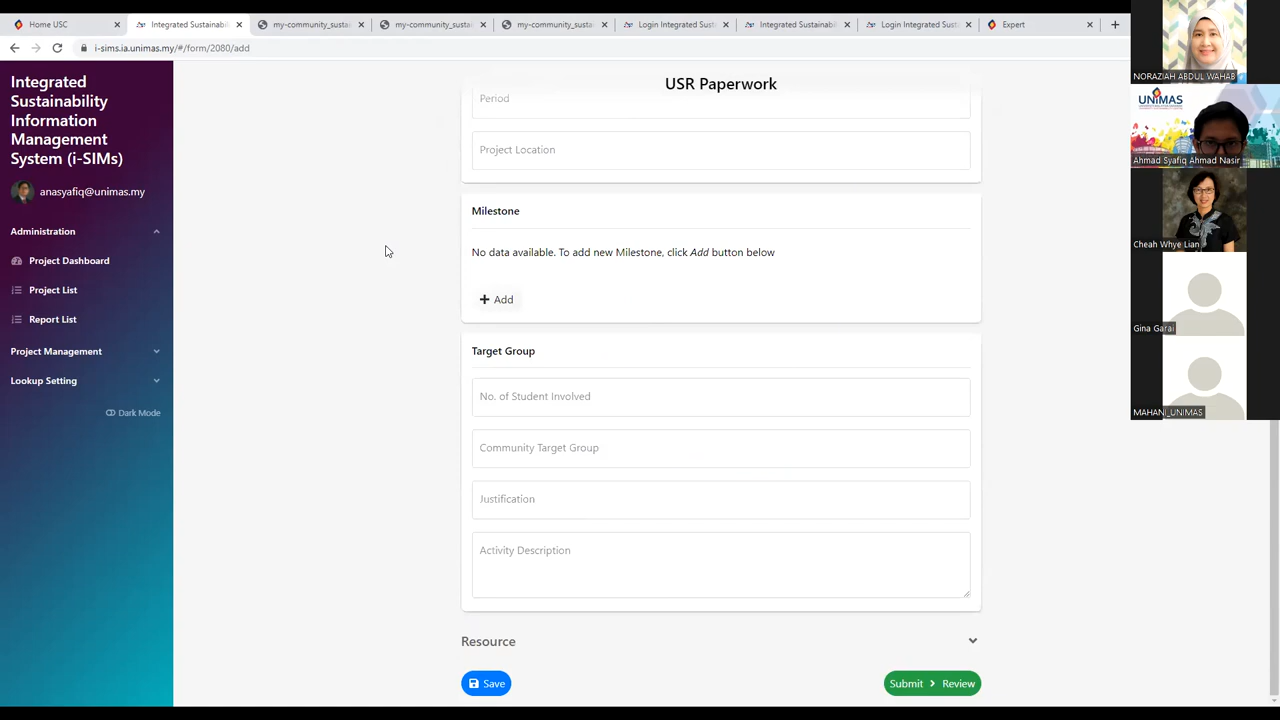 Home USC
Integrated Sustainabili
my-community_susta
my-community_susta
my-community_susta
Login Integrated Sust
Integrated Sustainabi
Login Integrated Sust
Expert
i-sims.ia.unimas.my/#/form/2080/add
Integrated
Sustainability
Information
Management
System (i-SIMs)
anasyafiq@unimas.my
Administration
Project Dashboard
Project List
Report List
Project Management
Lookup Setting
Dark Mode
USR Paperwork
Period
Project Location
Milestone
No data available. To add new Milestone, click Add button below
+ Add
Target Group
No. of Student Involved
Community Target Group
Justification
Activity Description
Resource
Save
Submit > Review
NORAZIAH ABDUL WAHAB
UNIMAS
Ahmad Syafiq Ahmad Nasir
Cheah Whye Lian
Gina Garai
MAHANI_UNIMAS